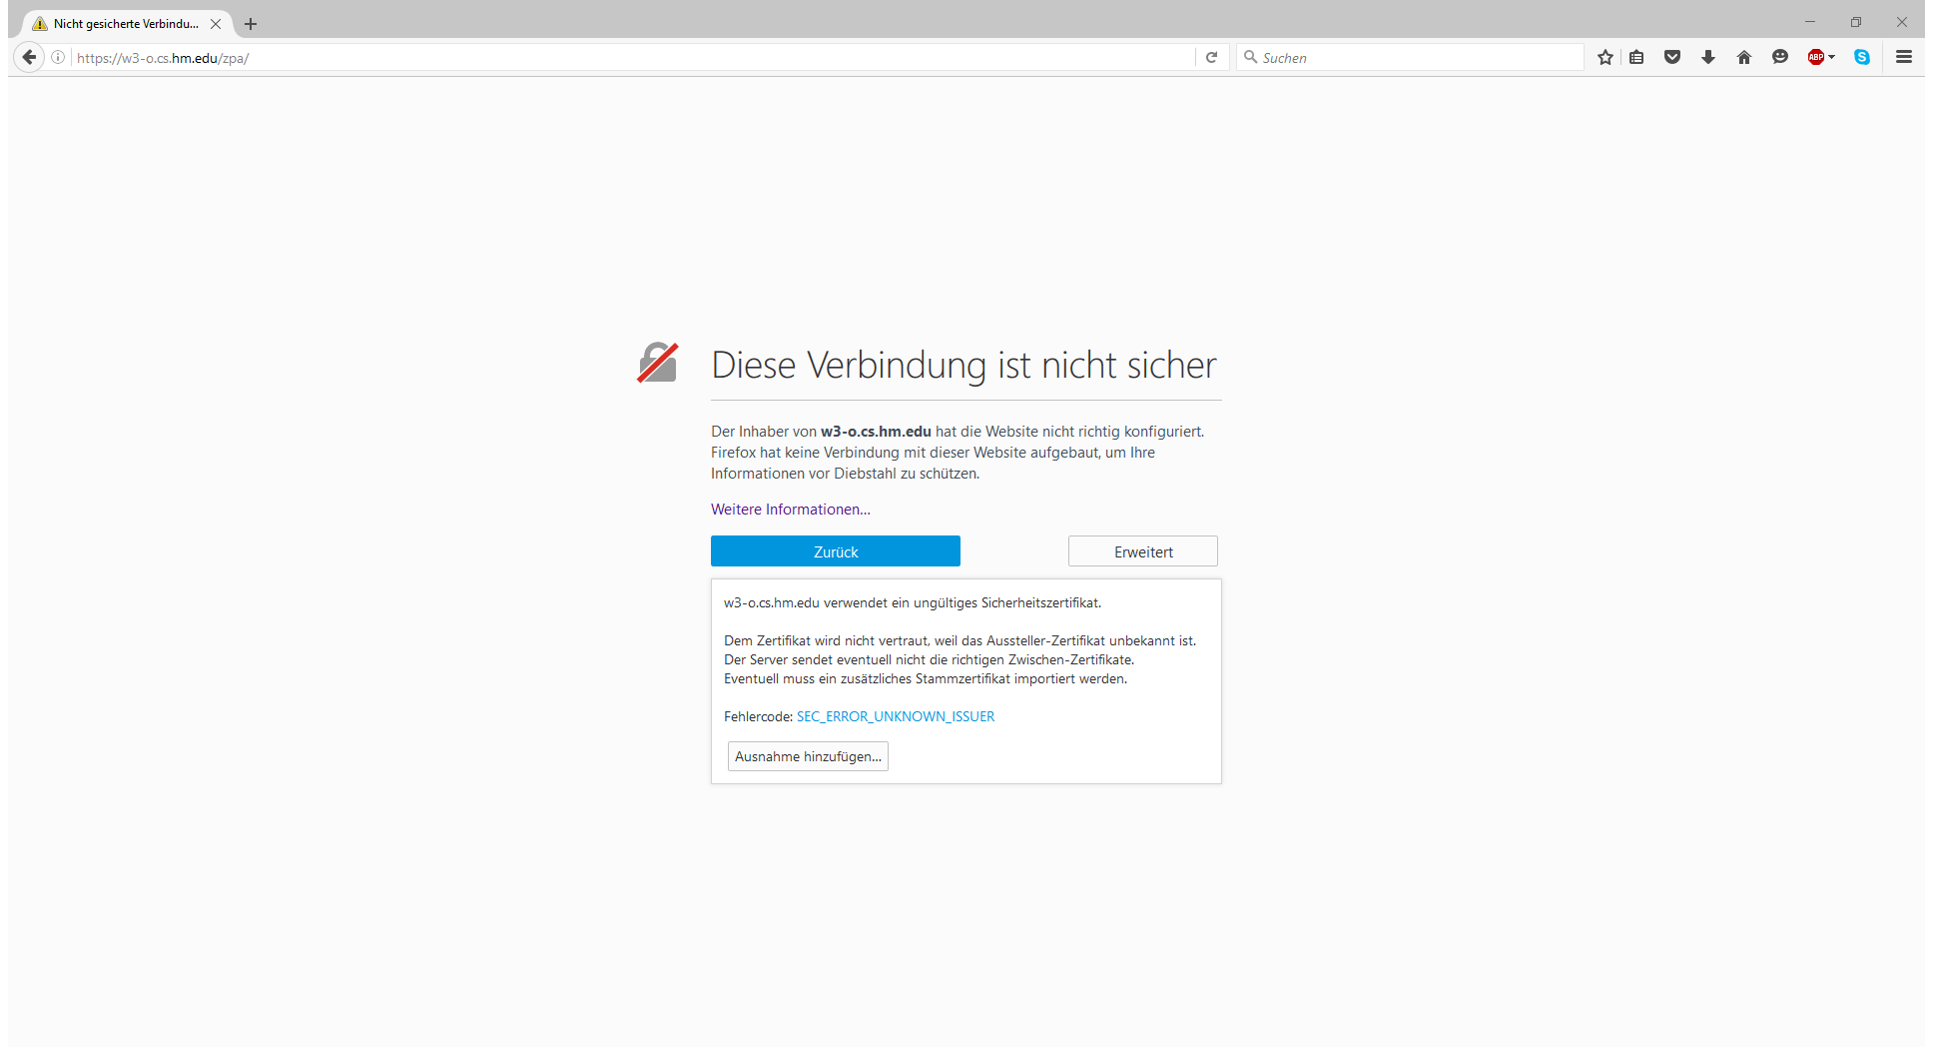 Nicht gesicherte Verbindu...
https://w3-o.cs.hm.edu/zpa/
Suchen
ABP
S
Diese Verbindung ist nicht sicher
Der Inhaber von w3-o.cs.hm.edu hat die Website nicht richtig konfiguriert.
Firefox hat keine Verbindung mit dieser Website aufgebaut, um Ihre
Informationen vor Diebstahl zu schützen.
Weitere Informationen...
Zurück
Erweitert
w3-o.cs.hm.edu verwendet ein ungültiges Sicherheitszertifikat.
Dem Zertifikat wird nicht vertraut, weil das Aussteller-Zertifikat unbekannt ist.
Der Server sendet eventuell nicht die richtigen Zwischen-Zertifikate.
Eventuell muss ein zusätzliches Stammzertifikat importiert werden.
Fehlercode: SEC_ERROR_UNKNOWN_ISSUER
Ausnahme hinzufügen...